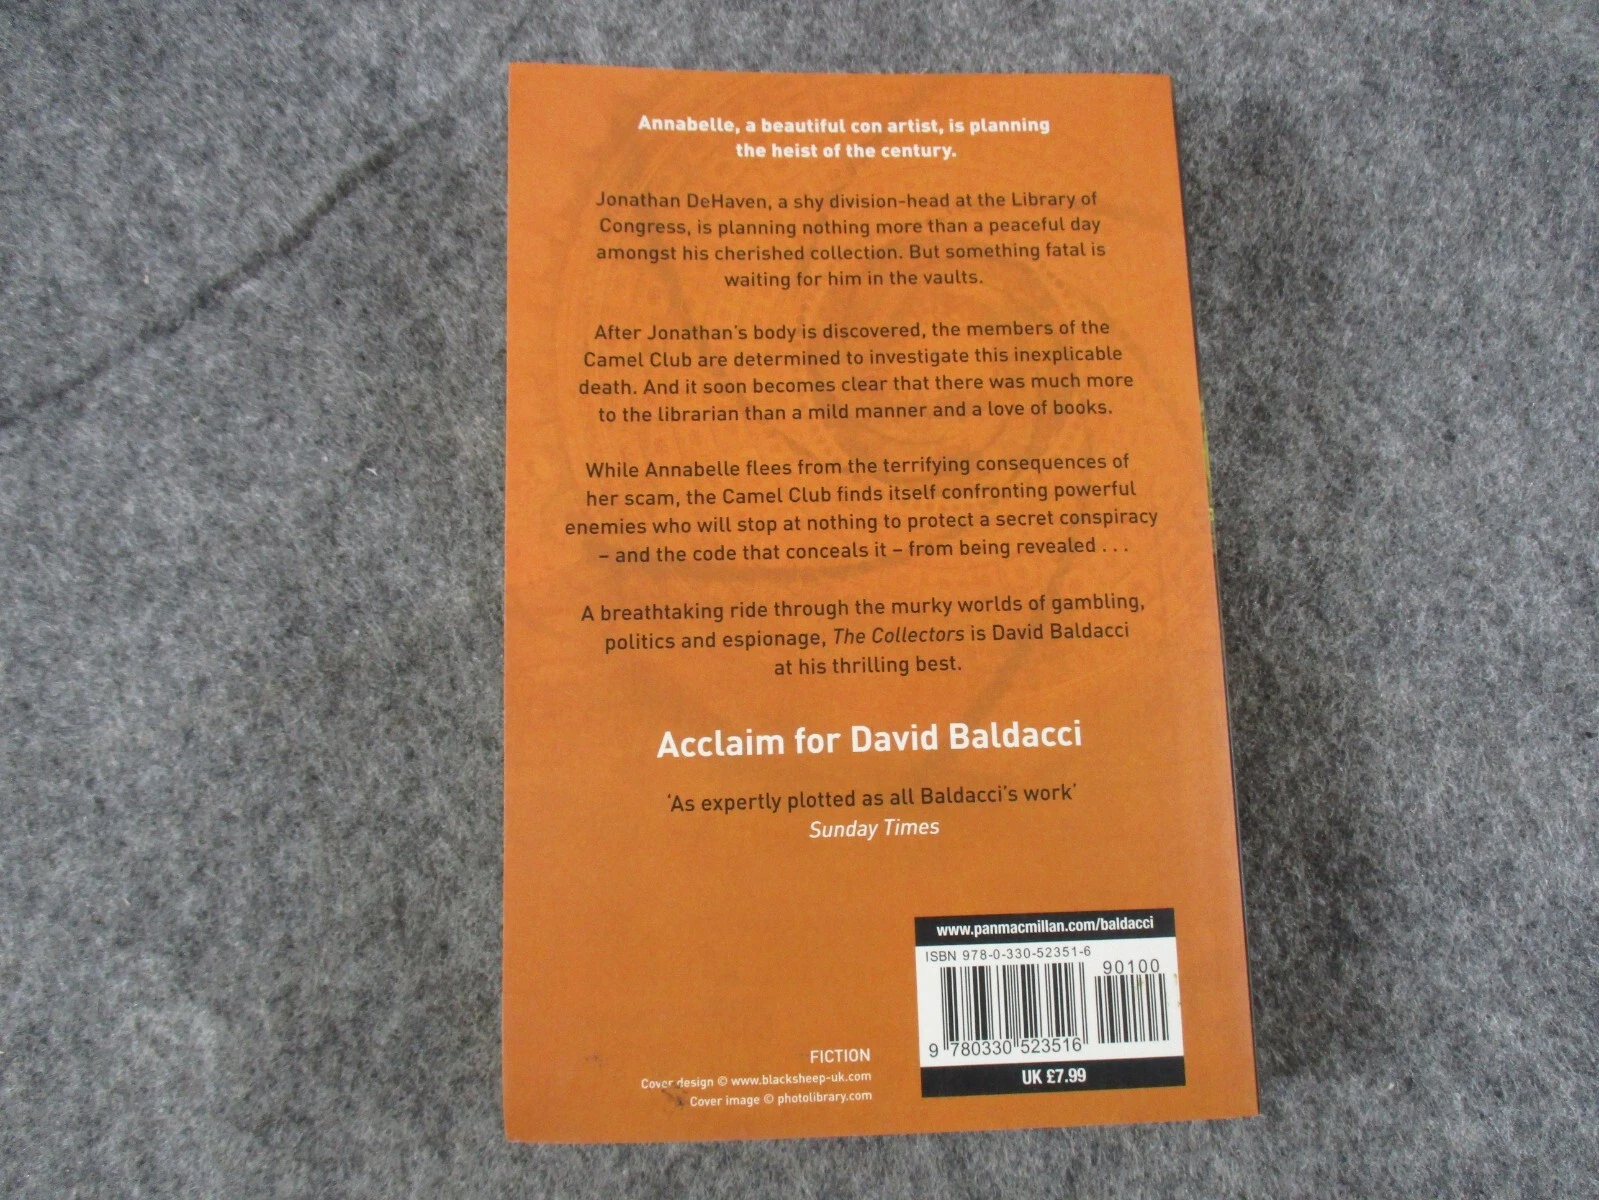 Annabelle, a beautiful con artist, is planning
the heist of the century.
Jonathan DeHaven, a shy division-head at the Library of
Congress, is planning nothing more than a peaceful day
amongst his cherished collection. But something fatal is
waiting for him in the vaults.
After Jonathan's body is discovered, the members of the
Camel Club are determined to investigate this inexplicable
death. And it soon becomes clear that there was much more
to the librarian than a mild manner and a love of books.
While Annabelle flees from the terrifying consequences of
her scam, the Camel Club finds itself confronting powerful
enemies who will stop at nothing to protect a secret conspiracy
– and the code that conceals it – from being revealed . . .
A breathtaking ride through the murky worlds of gambling,
politics and espionage, The Collectors is David Baldacci
at his thrilling best.
Acclaim for David Baldacci
'As expertly plotted as all Baldacci's work'
Sunday Times
www.panmacmillan.com/baldacci
ISBN 978-0-330-52351-6
90100
9 780330 523516
UK £7.99
FICTION
Cover design © www.blacksheep-uk.com
Cover image © photolibrary.com